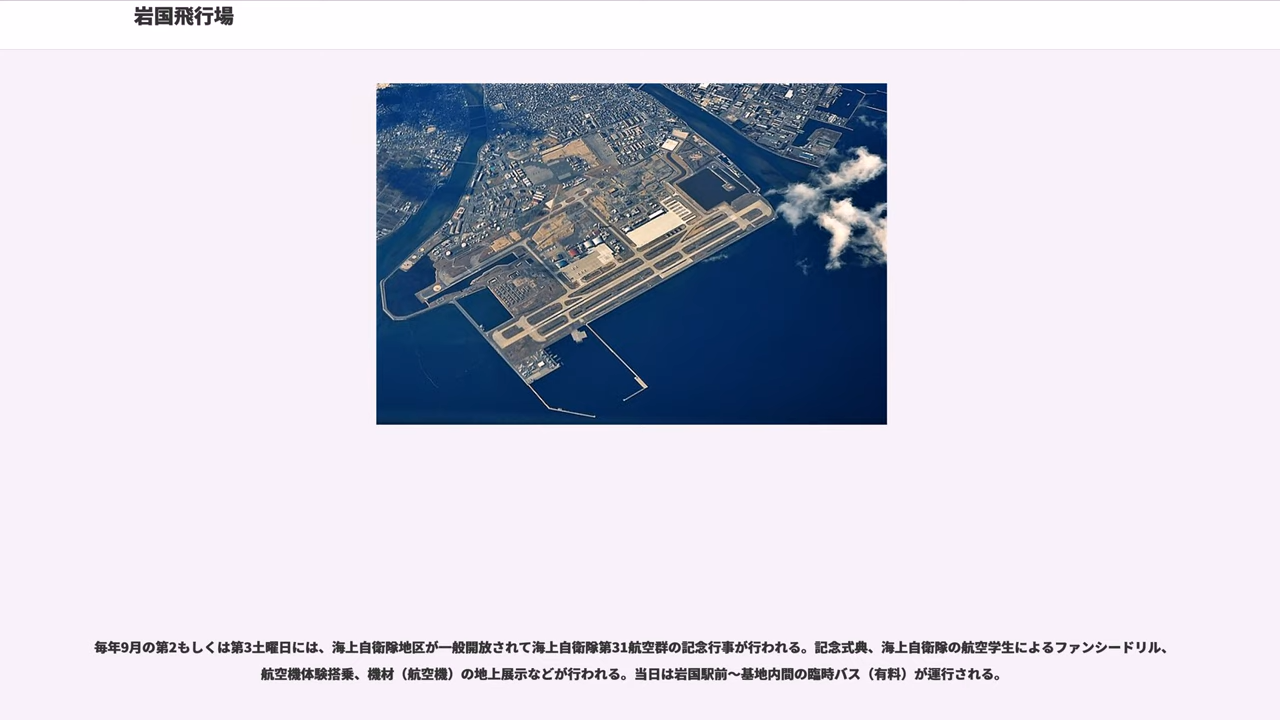 岩国飛行場
毎年9月の第2もしくは第3土曜日には、海上自衛隊地区が一般開放されて海上自衛隊第31航空群の記念行事が行われる。記念式典、海上自衛隊の航空学生によるファンシードリル、
航空機体験搭乗、機材（航空機）の地上展示などが行われる。当日は岩国駅前〜基地内間の臨時バス（有料）が運行される。